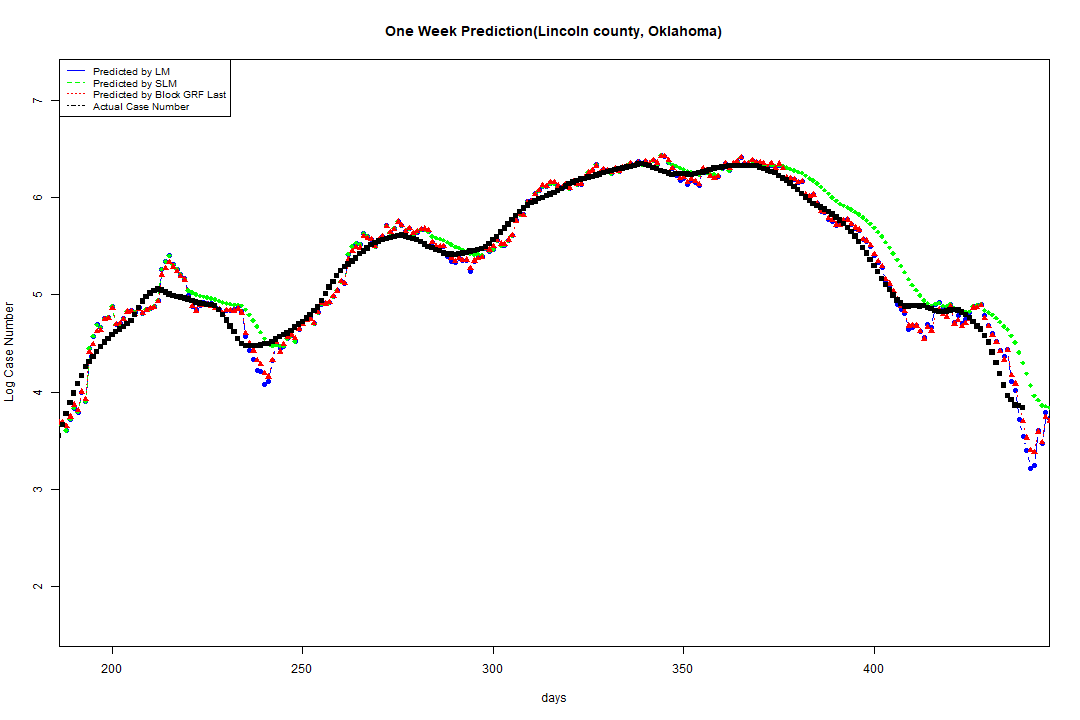 One Week Prediction(Lincoln county, Oklahoma)
Predicted by LM
Predicted by SLM
Predicted by Block GRF Last
Actual Case Number
7
6
5
4
3
2
Log Case Number
200 250 300 350 400
days